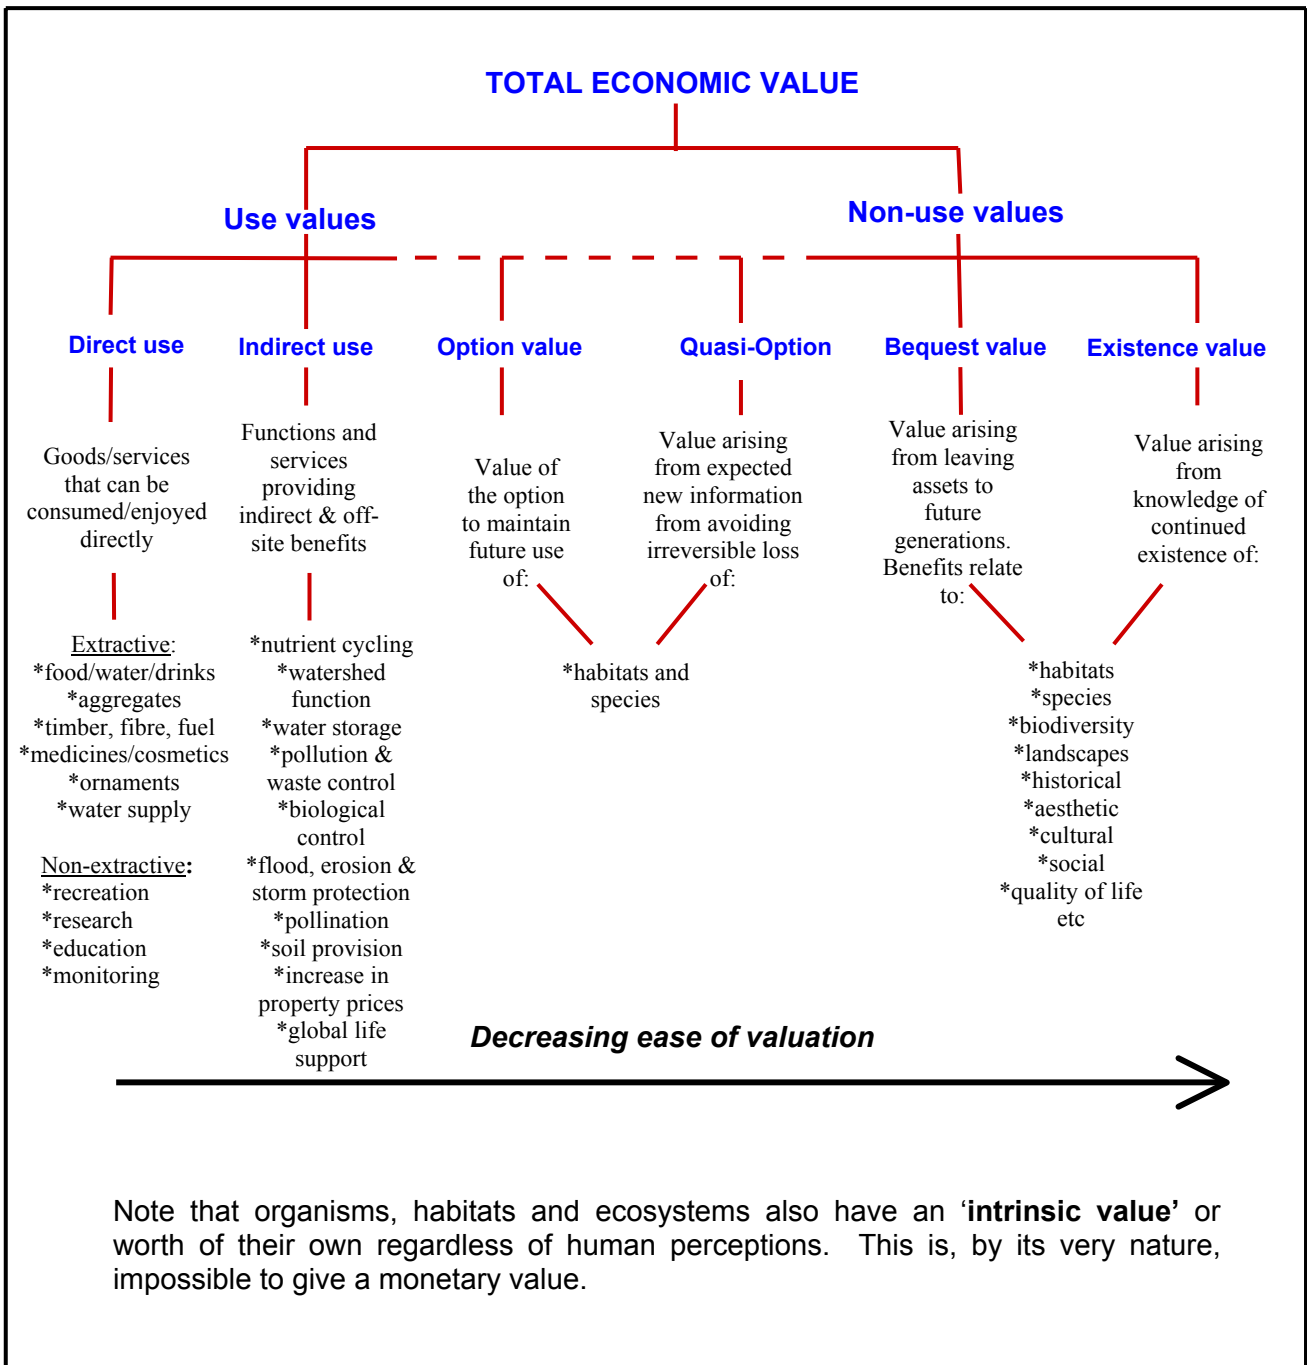 TOTAL ECONOMIC VALUE
Use values
Non-use values
Direct use
Indirect use
Option value
Quasi-Option
Bequest value
Existence value
Goods/services
that can be
consumed/enjoyed
directly
Functions and
services
providing
indirect & off-
site benefits
Value of
the option
to maintain
future use
of:
Value arising
from expected
new information
from avoiding
irreversible loss
of:
Value arising
from leaving
assets to
future
generations.
Benefits relate
to:
Value arising
from
knowledge of
continued
existence of:
Extractive:
*food/water/drinks
*aggregates
*timber, fibre, fuel
*medicines/cosmetics
*ornaments
*water supply
Non-extractive:
*recreation
*research
*education
*monitoring
*nutrient cycling
*watershed
function
*water storage
*pollution &
waste control
*biological
control
*flood, erosion &
storm protection
*pollination
*soil provision
*increase in
property prices
*global life
support
*habitats and
species
*habitats
*species
*biodiversity
*landscapes
*historical
*aesthetic
*cultural
*social
*quality of life
etc
Decreasing ease of valuation
Note that organisms, habitats and ecosystems also have an ‘intrinsic value’ or
worth of their own regardless of human perceptions. This is, by its very nature,
impossible to give a monetary value.